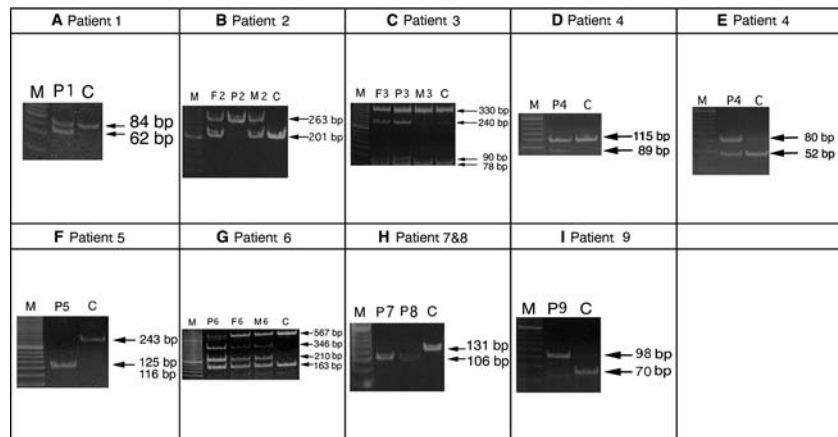 A Patient 1
B Patient 2
C Patient 3
D Patient 4
E Patient 4
M P1 C
84 bp
62 bp
M F2 P2 M2 C
263 bp
201 bp
F3 P3 M3 C
330 bp
240 bp
90 bp
78 bp
M P4 C
115 bp
89 bp
M P4 C
80 bp
52 bp
F Patient 5
G Patient 6
H Patient 7&8
I Patient 9
M P5 C
243 bp
125 bp
116 bp
M P6 F6 M6 C
567 bp
346 bp
210 bp
163 bp
M P7 P8 C
131 bp
106 bp
M P9 C
98 bp
70 bp